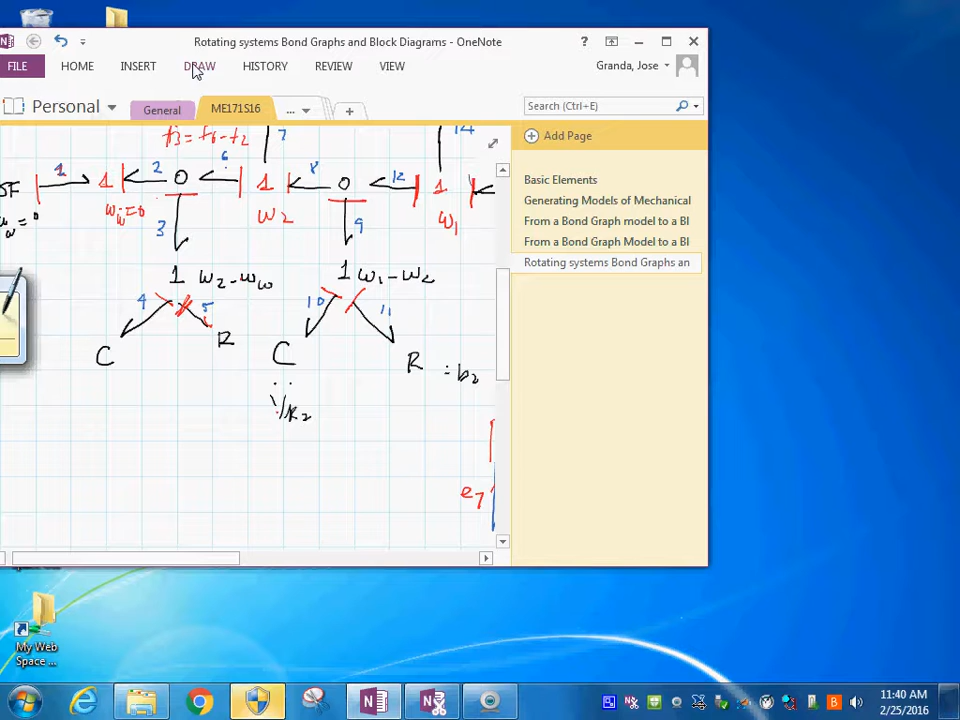 Rotating systems Bond Graphs and Block Diagrams - OneNote
?
FILE
HOME
INSERT
DRAW
HISTORY
REVIEW
VIEW
Granda, Jose
Personal
General
ME171S16
...
Search (Ctrl+E)
Add Page
Basic Elements
Generating Models of Mechanical
From a Bond Graph model to a Bl
From a Bond Graph Model to a Bl
Rotating systems Bond Graphs an
f3 = f6 - f2
7
14
SF
1
2
0
6
1
8
0
12
1
ww = 0
ww = 0
w2
w1
3
9
1 w2 - ww
1 w1 - w2
4
5
10
11
C
R
C
R : b2
1/k2
e7
My Web
Space ...
11:40 AM
2/25/2016